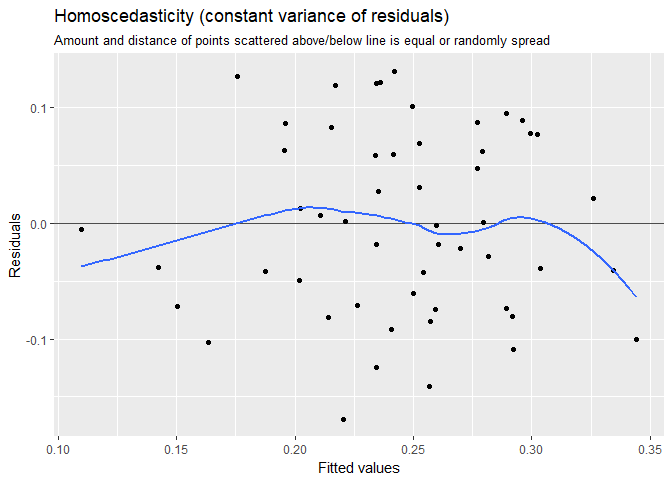 Homoscedasticity (constant variance of residuals)
Amount and distance of points scattered above/below line is equal or randomly spread
0.1
0.0
-0.1
Residuals
0.10 0.15 0.20 0.25 0.30 0.35
Fitted values